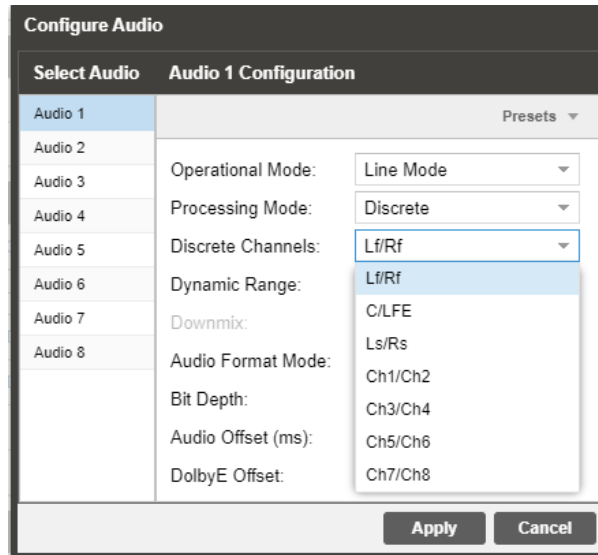 Configure Audio
Select Audio
Audio 1 Configuration
Audio 1
Audio 2
Audio 3
Audio 4
Audio 5
Audio 6
Audio 7
Audio 8
Presets
Operational Mode: Line Mode
Processing Mode: Discrete
Discrete Channels: Lf/Rf
Dynamic Range:
Downmix:
Audio Format Mode:
Bit Depth:
Audio Offset (ms):
DolbyE Offset:
Lf/Rf
C/LFE
Ls/Rs
Ch1/Ch2
Ch3/Ch4
Ch5/Ch6
Ch7/Ch8
Apply
Cancel